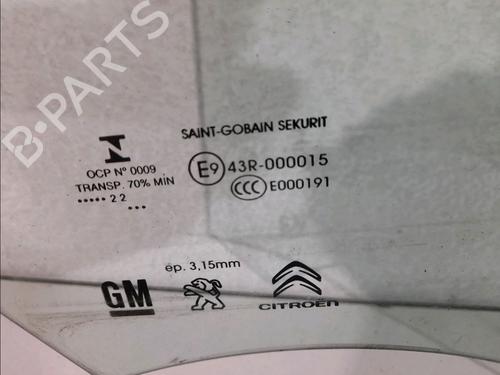 B-PARTS
SAINT-GOBAIN SEKURIT
OCP Nº 0009
TRANSP. 70% MIN
••••• 2 2
•••
E9 43R-000015
CCC E000191
ep. 3,15mm
GM
CITROËN